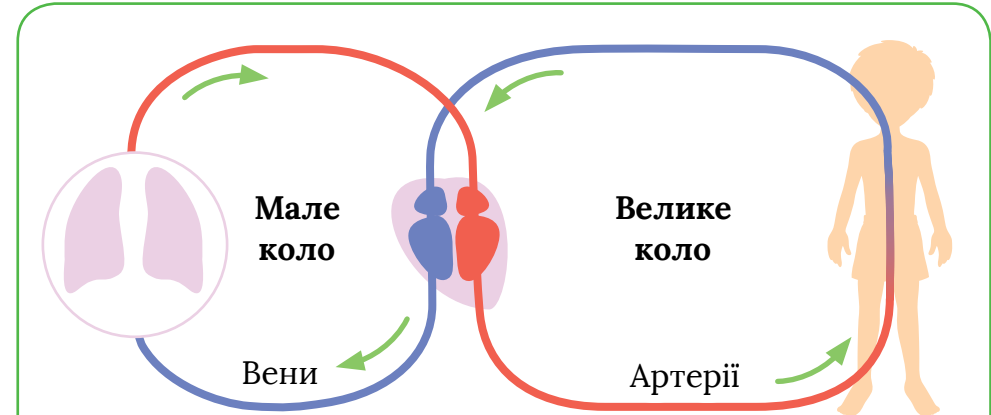 Мале
коло
Велике
коло
Вени
Артерії